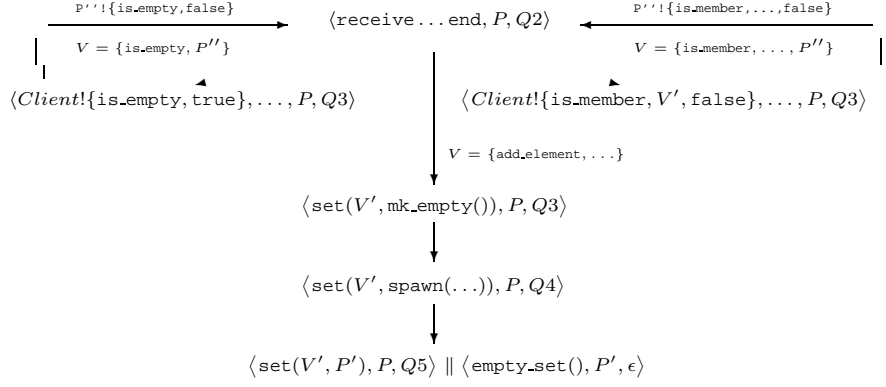 P''!{is_empty,false}
⟨receive...end, P, Q2⟩
P''!{is_member,...,false}
V = {is_empty, P''}
V = {is_member, ..., P''}
⟨Client!{is_empty,true}, ..., P, Q3⟩
⟨Client!{is_member, V', false}, ..., P, Q3⟩
V = {add_element, ...}
⟨set(V', mk_empty()), P, Q3⟩
⟨set(V', spawn(...)), P, Q4⟩
⟨set(V', P'), P, Q5⟩ ∥ ⟨empty_set(), P', ϵ⟩